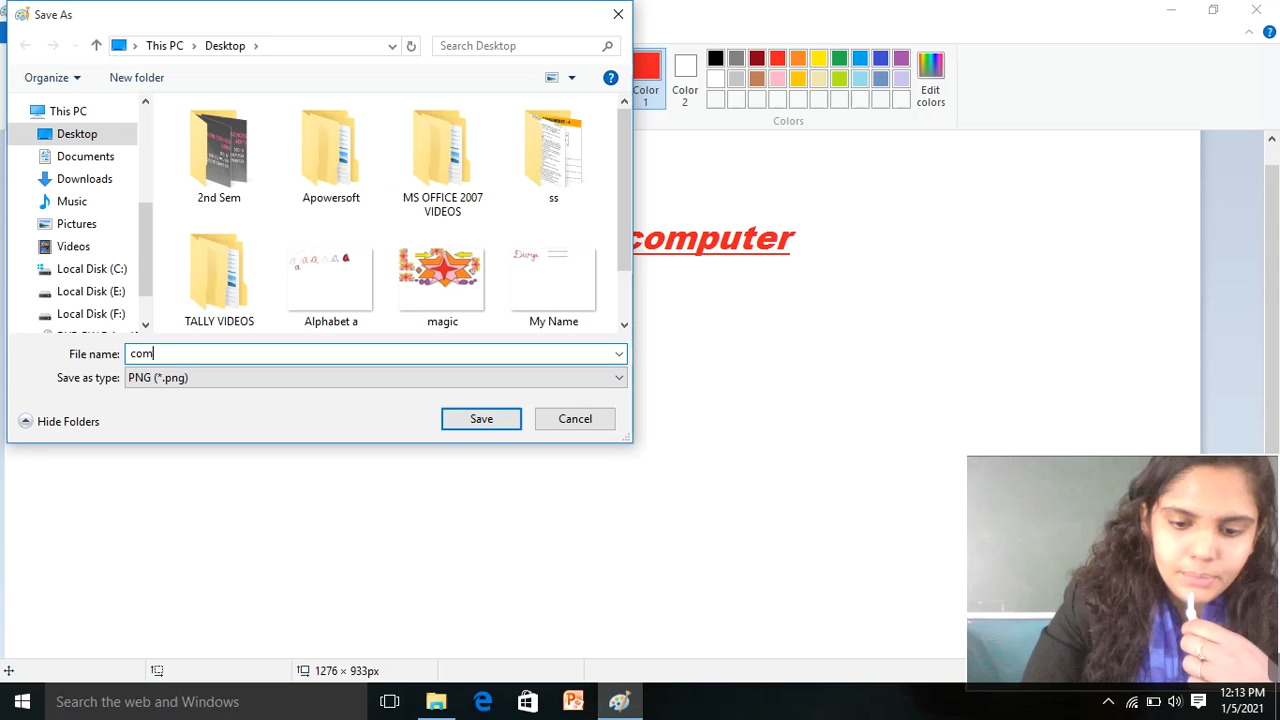 Save As
This PC
Desktop
Search Desktop
Organize
New folder
This PC
Desktop
Documents
Downloads
Music
Pictures
Videos
Local Disk (C:)
Local Disk (E:)
Local Disk (F:)
2nd Sem
Apowersoft
MS OFFICE 2007
VIDEOS
ss
TALLY VIDEOS
Alphabet a
magic
Divya
My Name
File name:
com
Save as type:
PNG (*.png)
Hide Folders
Save
Cancel
Color
1
Color
2
Edit
colors
Colors
computer
1276 × 933px
Search the web and Windows
12:13 PM
1/5/2021